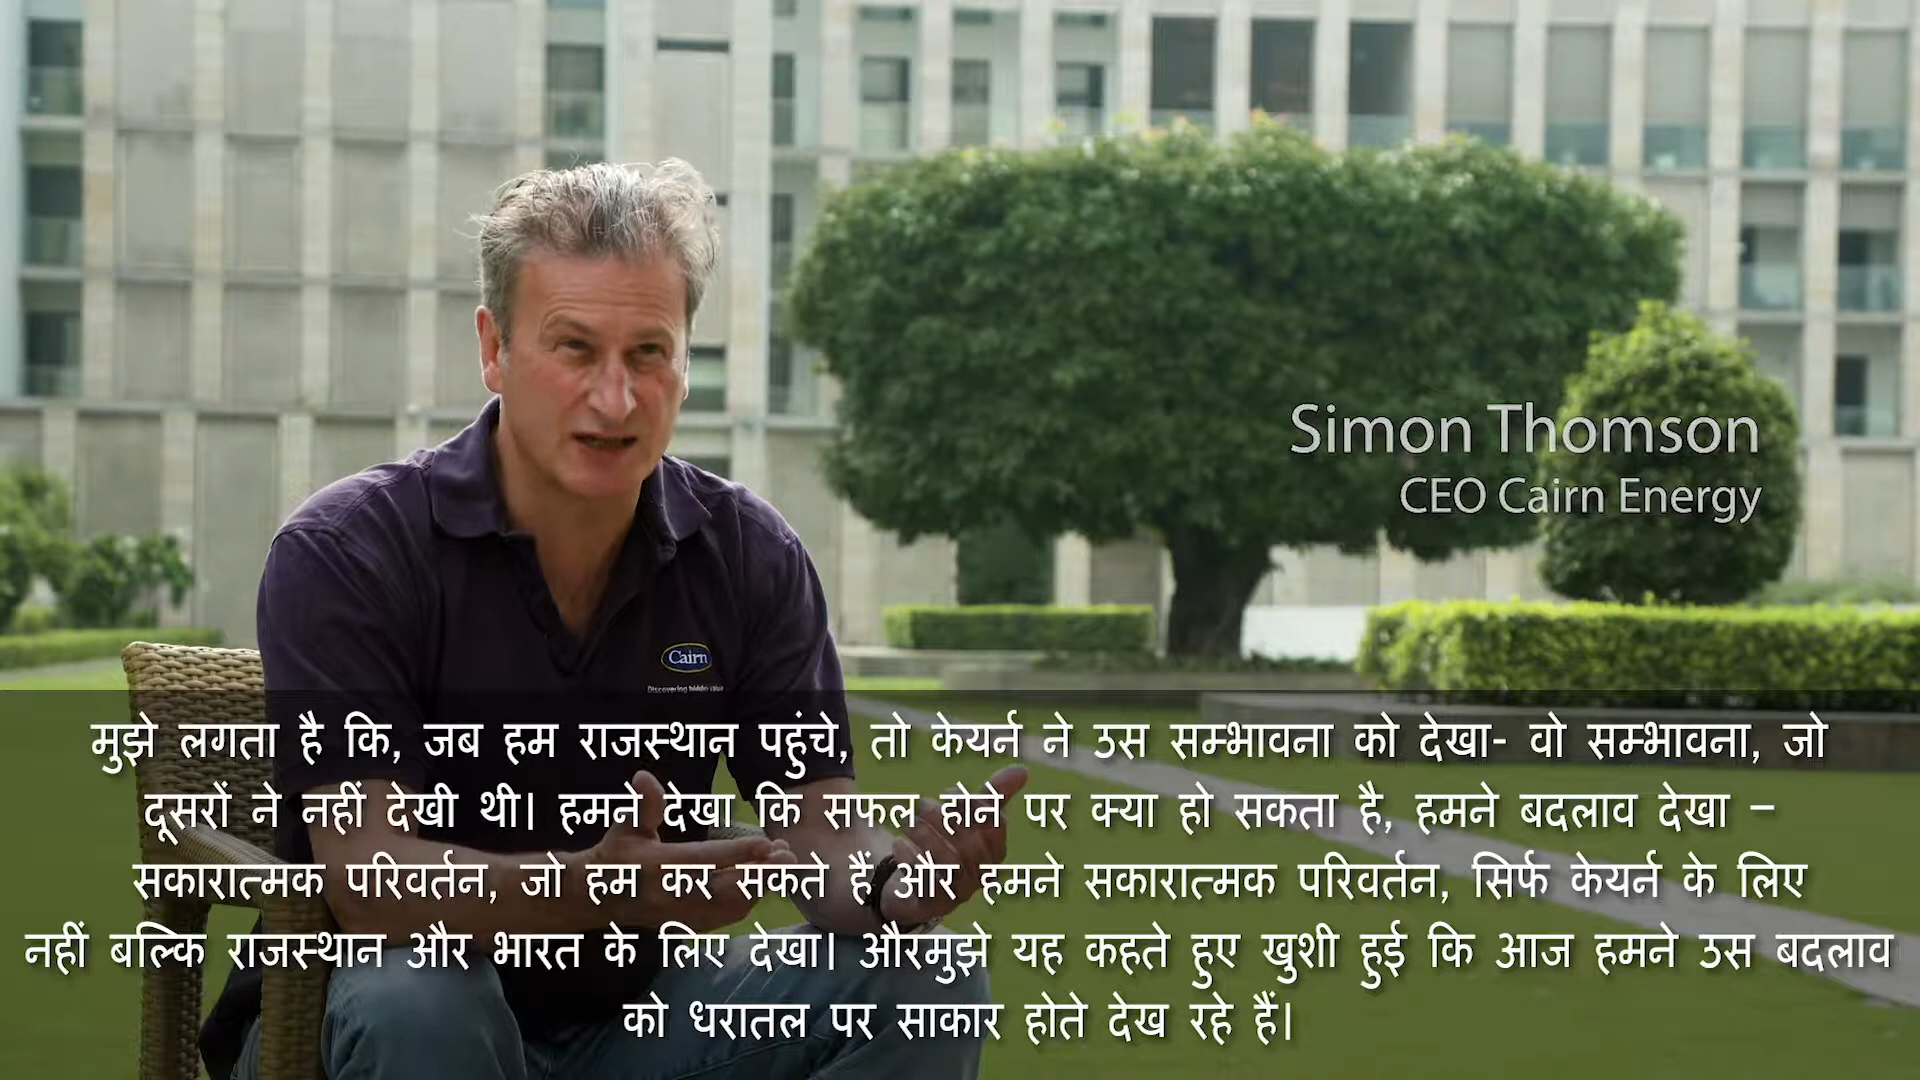 Simon Thomson
CEO Cairn Energy
Cairn
Discovering hidden value
मुझे लगता है कि, जब हम राजस्थान पहुंचे, तो केयर्न ने उस सम्भावना को देखा- वो सम्भावना, जो
दूसरों ने नहीं देखी थी। हमने देखा कि सफल होने पर क्या हो सकता है, हमने बदलाव देखा –
सकारात्मक परिवर्तन, जो हम कर सकते हैं और हमने सकारात्मक परिवर्तन, सिर्फ केयर्न के लिए
नहीं बल्कि राजस्थान और भारत के लिए देखा। औरमुझे यह कहते हुए खुशी हुई कि आज हमने उस बदलाव
को धरातल पर साकार होते देख रहे हैं।